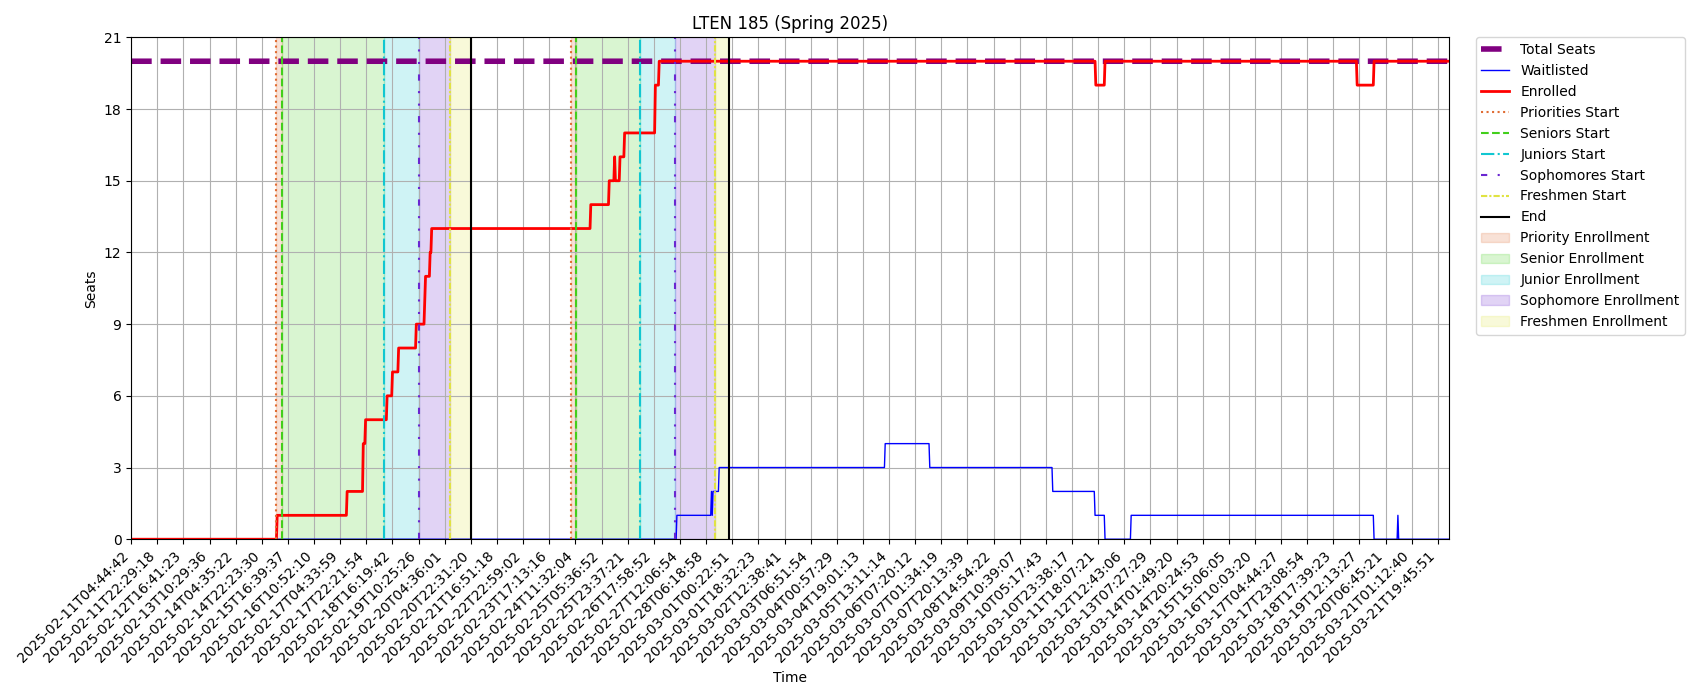 LTEN 185 (Spring 2025)
21
18
15
12
9
6
3
0
Seats
2025-02-11T04:44:42
2025-02-11T22:29:18
2025-02-12T16:41:23
2025-02-13T10:29:36
2025-02-14T04:35:22
2025-02-14T22:23:30
2025-02-15T16:39:37
2025-02-16T10:52:10
2025-02-17T04:33:59
2025-02-17T22:21:54
2025-02-18T16:19:42
2025-02-19T10:25:26
2025-02-20T04:36:01
2025-02-20T22:31:20
2025-02-21T16:51:18
2025-02-22T22:59:02
2025-02-23T17:13:16
2025-02-24T11:32:04
2025-02-25T05:36:52
2025-02-25T23:37:21
2025-02-26T17:58:52
2025-02-27T12:06:54
2025-02-28T06:18:58
2025-03-01T00:22:51
2025-03-01T18:32:23
2025-03-02T12:38:41
2025-03-03T06:51:54
2025-03-04T00:57:29
2025-03-04T19:01:13
2025-03-05T13:11:14
2025-03-06T07:20:12
2025-03-07T01:34:19
2025-03-07T20:13:39
2025-03-08T14:54:22
2025-03-09T10:39:07
2025-03-10T05:17:43
2025-03-10T23:38:17
2025-03-11T18:07:21
2025-03-12T12:43:06
2025-03-13T07:27:29
2025-03-14T01:49:20
2025-03-14T20:24:53
2025-03-15T15:06:05
2025-03-16T10:03:20
2025-03-17T04:44:27
2025-03-17T23:08:54
2025-03-18T17:39:23
2025-03-19T12:13:27
2025-03-20T06:45:21
2025-03-21T01:12:40
2025-03-21T19:45:51
Time
Total Seats
Waitlisted
Enrolled
Priorities Start
Seniors Start
Juniors Start
Sophomores Start
Freshmen Start
End
Priority Enrollment
Senior Enrollment
Junior Enrollment
Sophomore Enrollment
Freshmen Enrollment